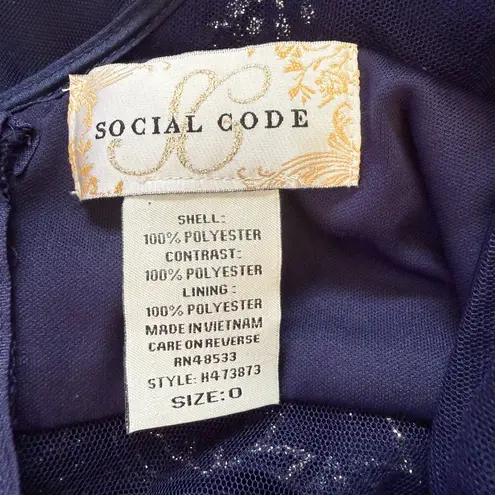 SOCIAL CODE
SC
SHELL:
100% POLYESTER
CONTRAST:
100% POLYESTER
LINING :
100% POLYESTER
MADE IN VIETNAM
CARE ON REVERSE
RN48533
STYLE: H473873
SIZE: 0